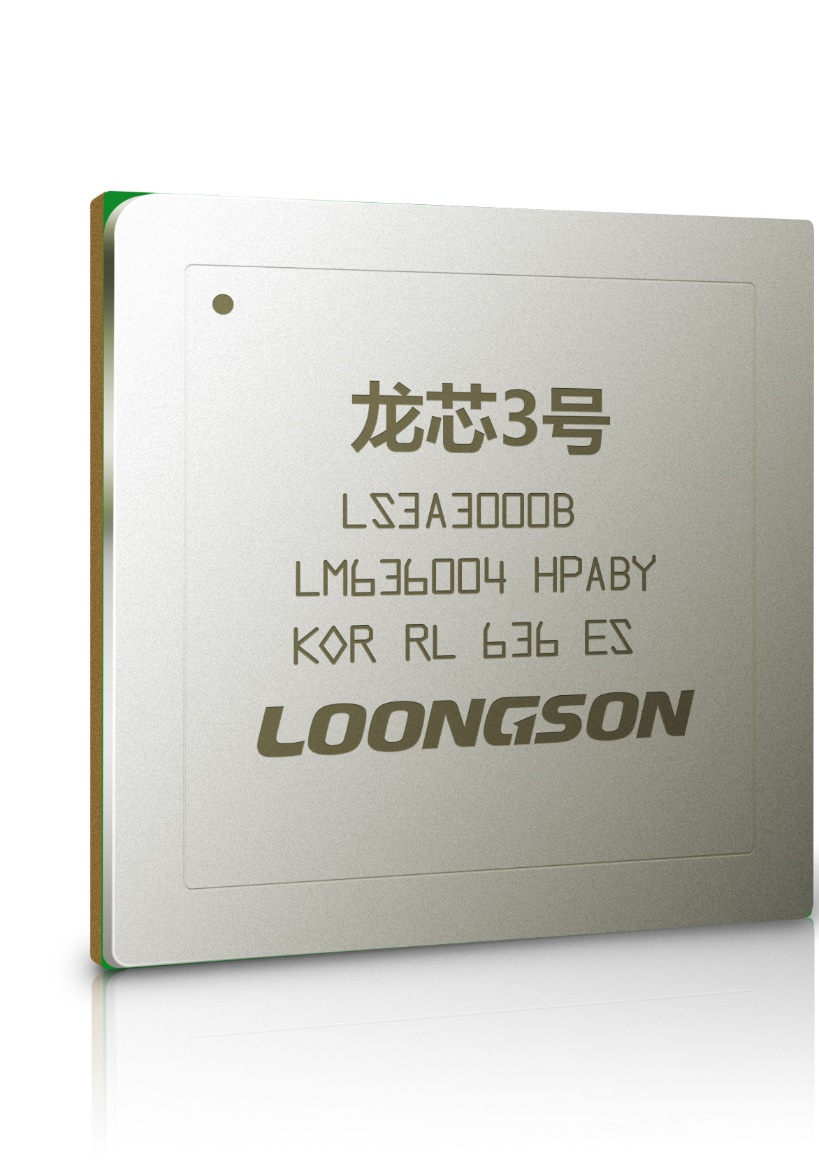 龙芯3号
LS3A3000B
LM636004 HPABY
KOR RL 636 ES
LOONGSON